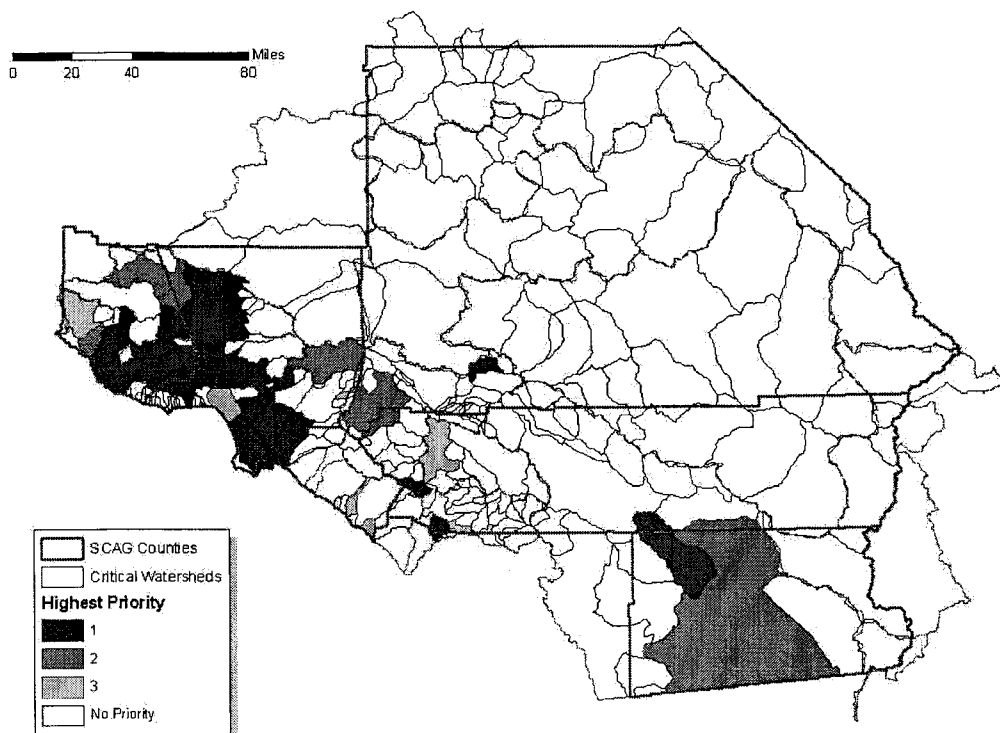 Miles
0 20 40 80
SCAG Counties
Critical Watersheds
Highest Priority
1
2
3
No Priority